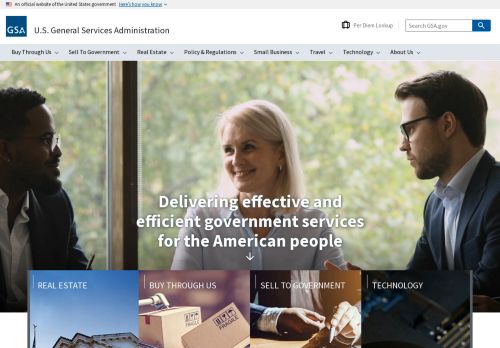 An official website of the United States government Here's how you know
GSA
U.S. General Services Administration
Per Diem Lookup
Search GSA.gov
Buy Through Us
Sell To Government
Real Estate
Policy & Regulations
Small Business
Travel
Technology
About Us
Delivering effective and
efficient government services
for the American people
REAL ESTATE
BUY THROUGH US
SELL TO GOVERNMENT
TECHNOLOGY
FRAGILE
FRAGILE